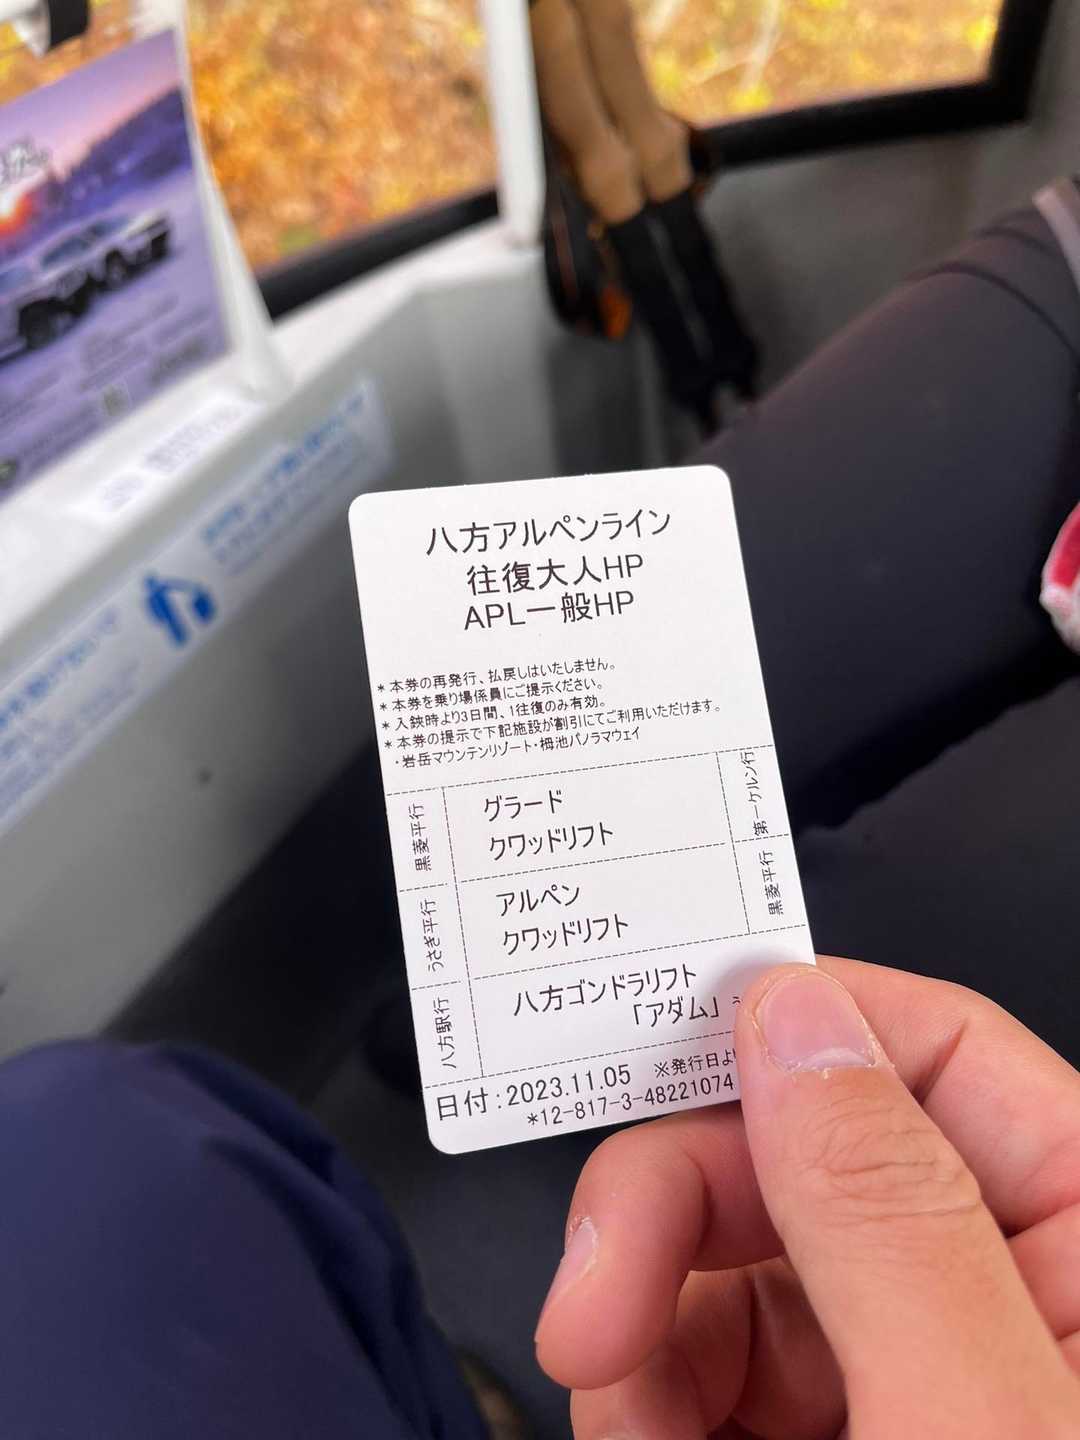 八方アルペンライン
往復大人HP
APL一般HP
*本券の再発行、払戻しはいたしません。
*本券を乗り場係員にご提示ください。
*入鋏時より3日間、1往復のみ有効。
*本券の提示で下記施設が割引にてご利用いただけます。
・岩岳マウンテンリゾート・栂池パノラマウェイ
黒菱平行
グラード
クワッドリフト
第一ケルン行
うさぎ平行
アルペン
クワッドリフト
黒菱平行
八方駅行
八方ゴンドラリフト
「アダム」
日付:2023.11.05 ※発行日よ
*12-817-3-48221074